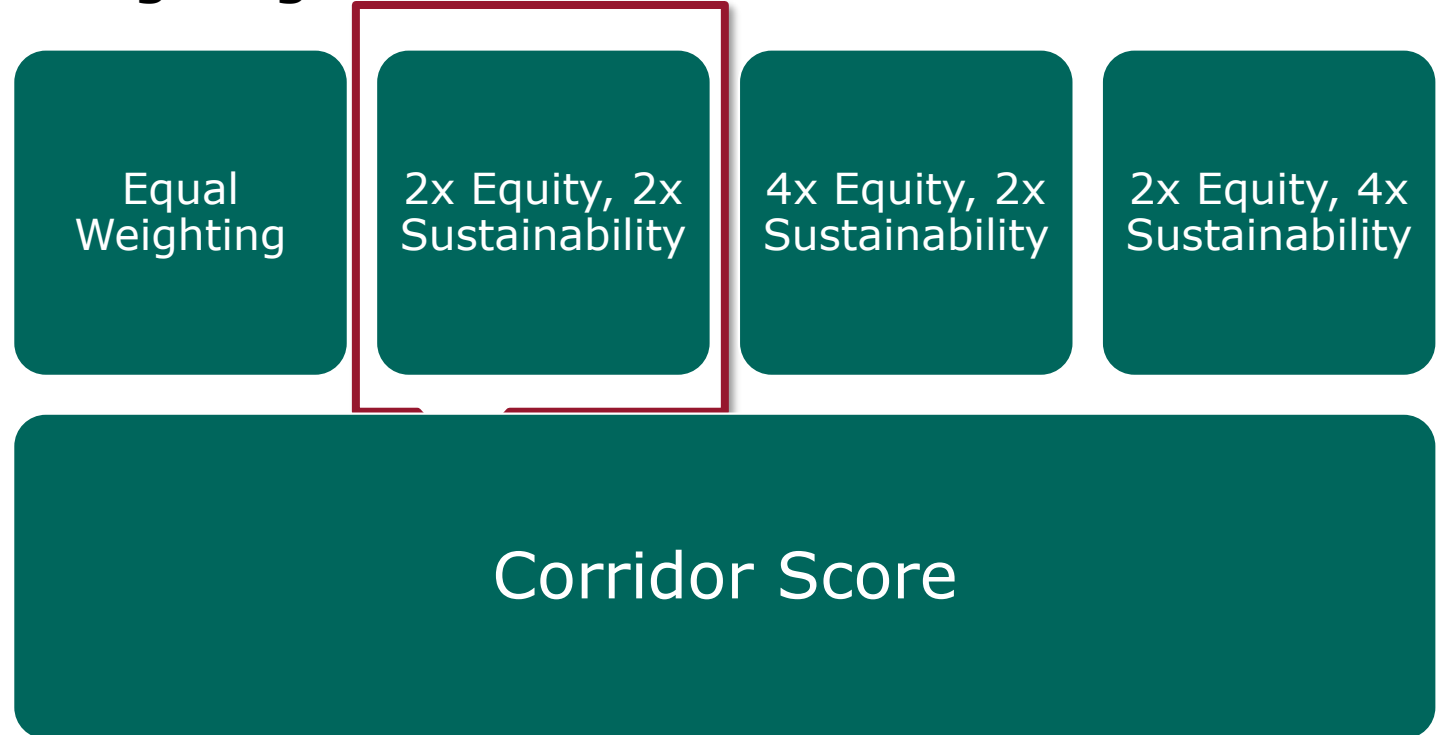 Equal
Weighting
2x Equity, 2x
Sustainability
4x Equity, 2x
Sustainability
2x Equity, 4x
Sustainability
Corridor Score